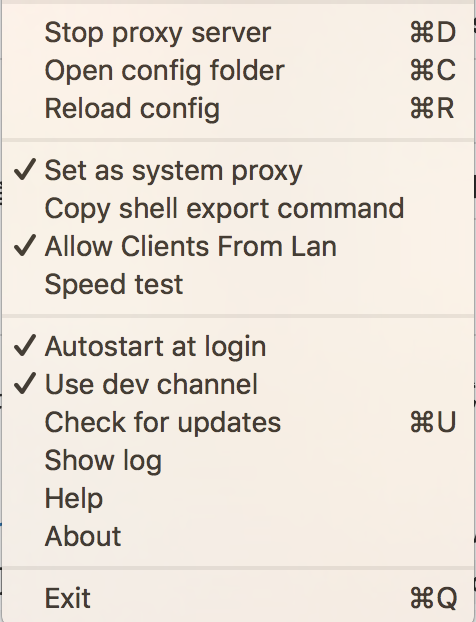 Stop proxy server ⌘D
Open config folder ⌘C
Reload config ⌘R
✓ Set as system proxy
Copy shell export command
✓ Allow Clients From Lan
Speed test
✓ Autostart at login
✓ Use dev channel
Check for updates ⌘U
Show log
Help
About
Exit ⌘Q